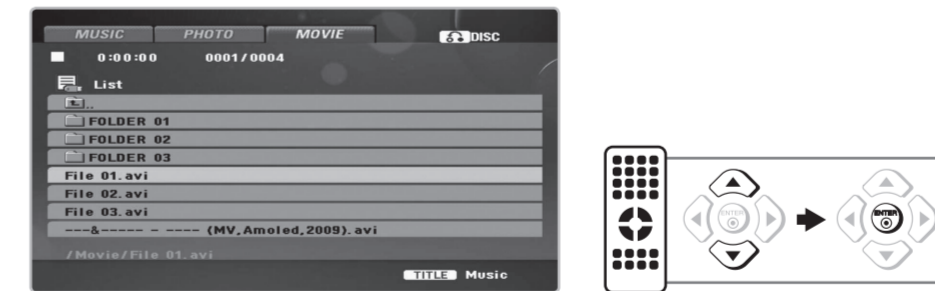 MUSIC PHOTO MOVIE DISC
0:00:00 0001/0004
List
..
FOLDER 01
FOLDER 02
FOLDER 03
File 01.avi
File 02.avi
File 03.avi
---&----- - ---- (MV,Amoled,2009).avi
/Movie/File 01.avi
TITLE Music
ENTER ENTER